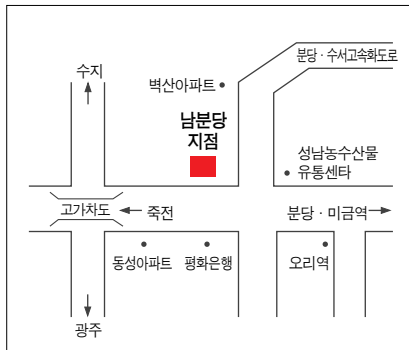 분당·수서고속화도로
수지
벽산아파트
남분당
지점
성남농수산물
유통센타
고가차도
죽전
분당·미금역
동성아파트
평화은행
오리역
광주